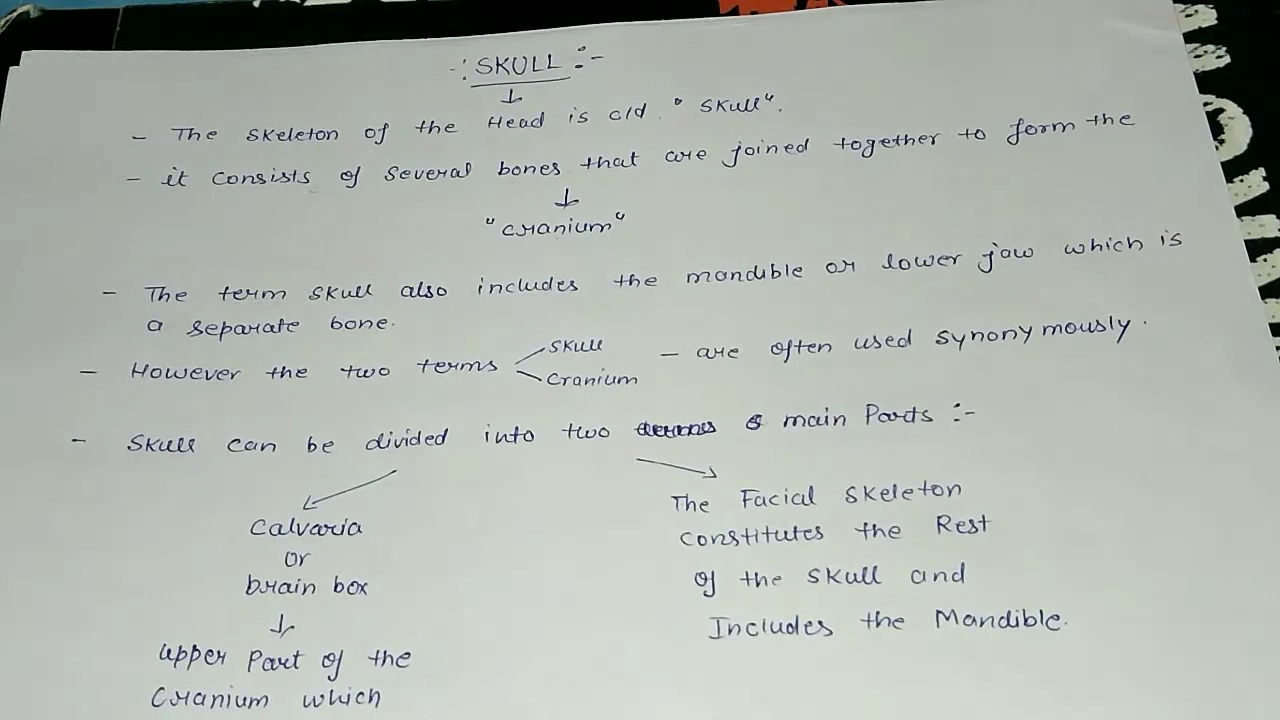 -: SKULL :-
↓
- The Skeleton of the Head is c/d "Skull".
- it consists of several bones that are joined together to form the
↓
"cranium"
- The term skull also includes the mandible or lower jaw which is
a separate bone.
- However the two terms Skull Cranium - are often used synonymously.
- Skull can be divided into two main Parts :-
Calvaria
or
brain box
↓
upper Part of the
Cranium which
The Facial Skeleton
constitutes the Rest
of the skull and
Includes the Mandible.